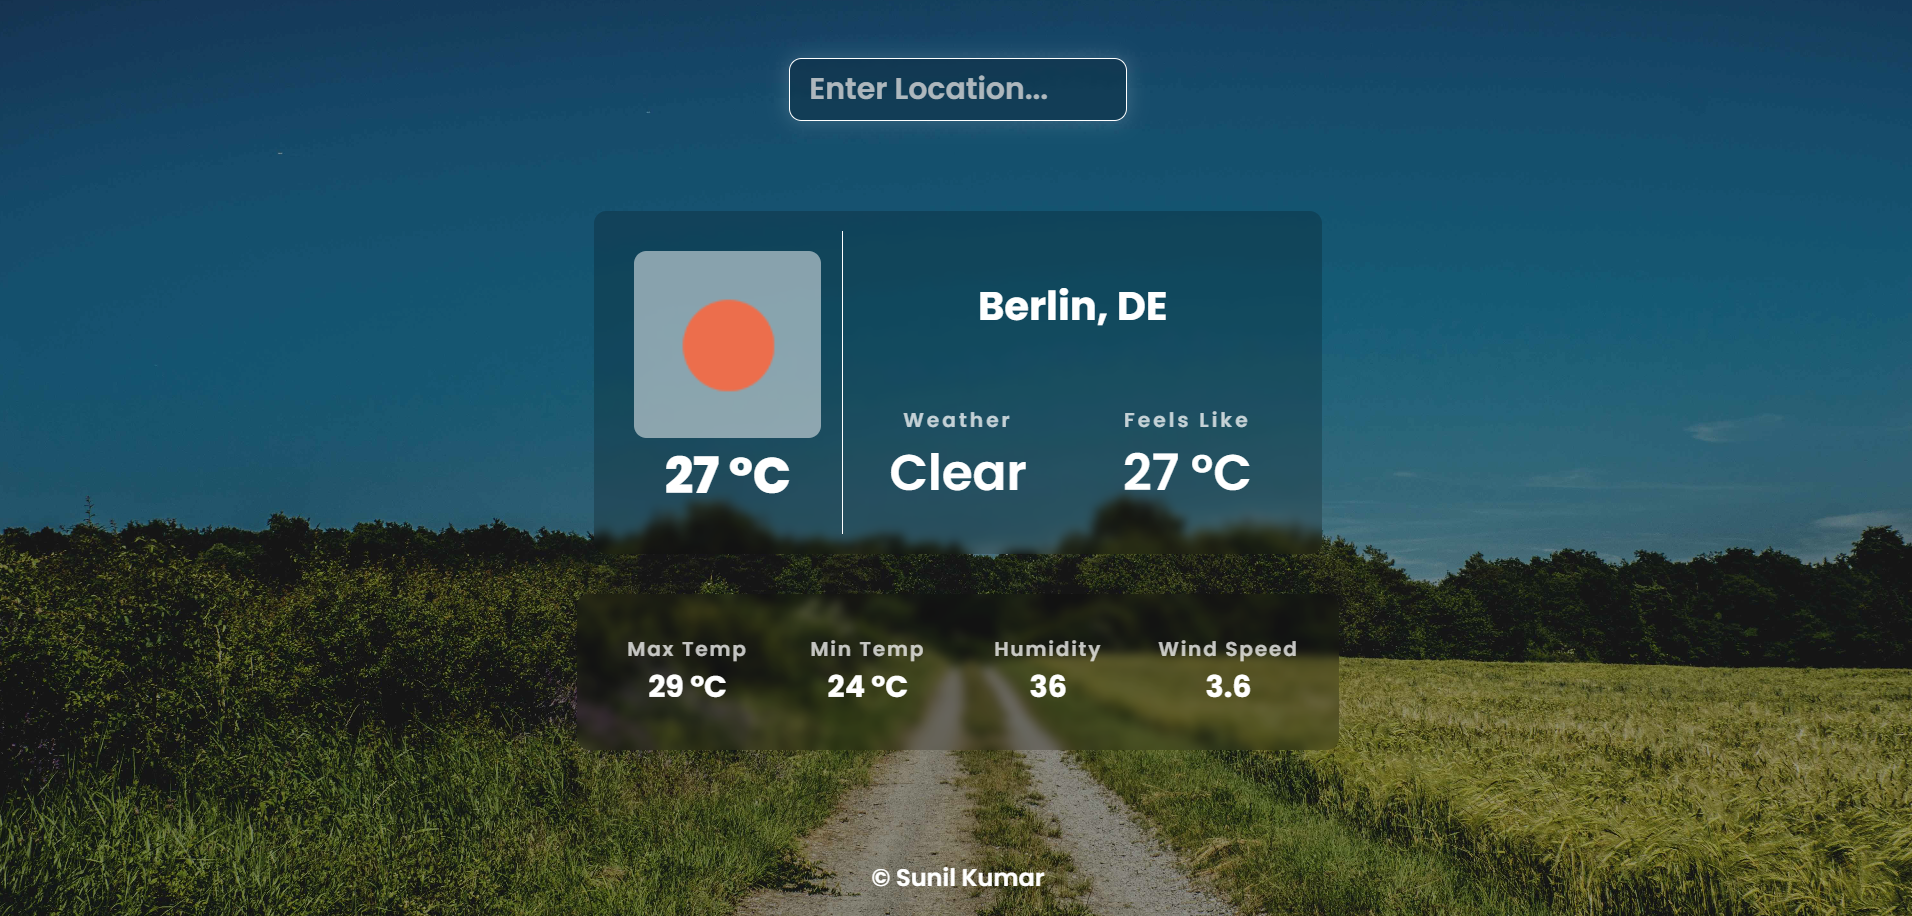 Enter Location...
Berlin, DE
Weather
Feels Like
27 °C
Clear
27 °C
Max Temp
Min Temp
Humidity
Wind Speed
29 °C
24 °C
36
3.6
© Sunil Kumar